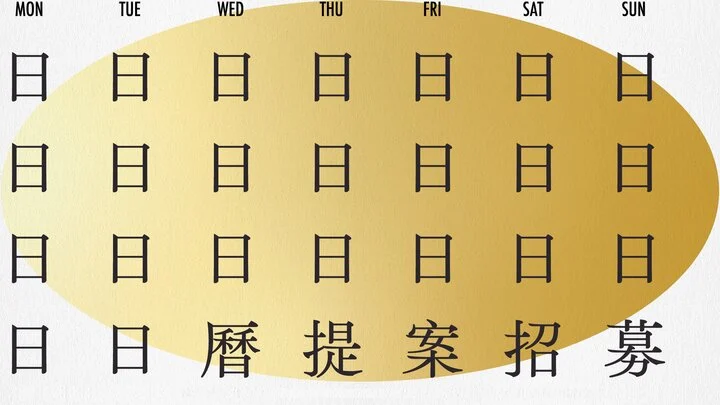 MON TUE WED THU FRI SAT SUN
日 日 日 日 日 日 日
日 日 日 日 日 日 日
日 日 日 日 日 日 日
日 日 曆 提 案 招 募